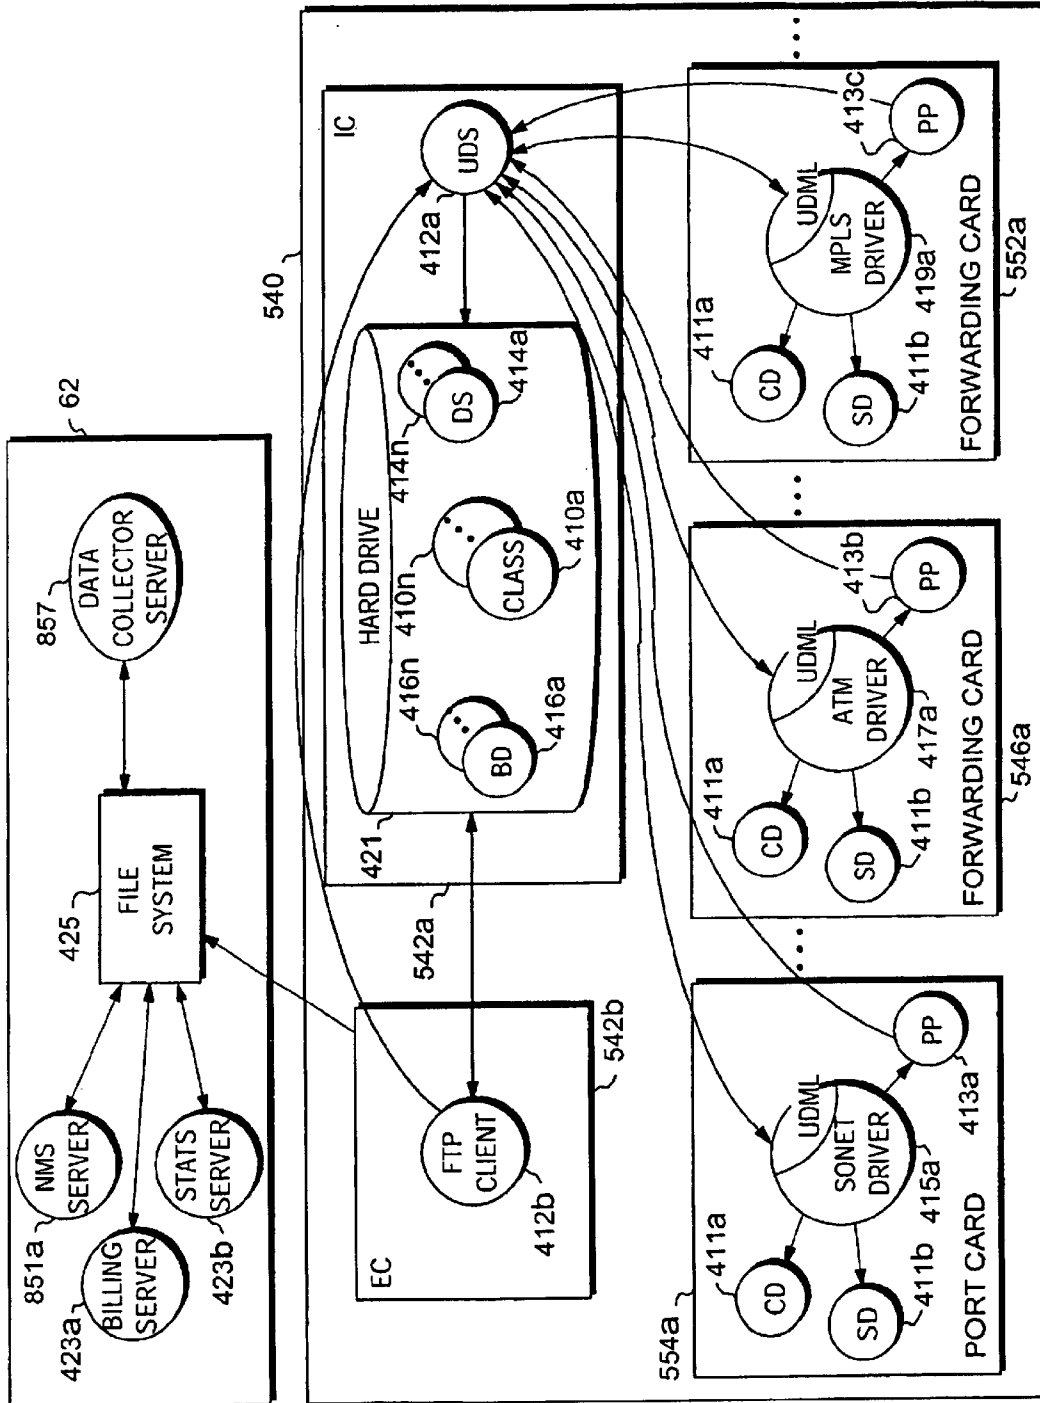 62
857
DATA
COLLECTOR
SERVER
425
FILE
SYSTEM
851a
NMS
SERVER
423a
BILLING
SERVER
STATS
SERVER
423b
540
IC
UDS
412a
HARD DRIVE
421
414n
DS
414a
410n
CLASS
410a
416n
BD
416a
542a
EC
542b
FTP
CLIENT
412b
554a
411a
CD
SD
411b
UDML
SONET
DRIVER
415a
PP
413a
PORT CARD
411a
CD
SD
411b
UDML
ATM
DRIVER
417a
413b
PP
FORWARDING CARD
546a
411a
CD
SD
411b
UDML
MPLS
DRIVER
419a
413c
PP
FORWARDING CARD
552a